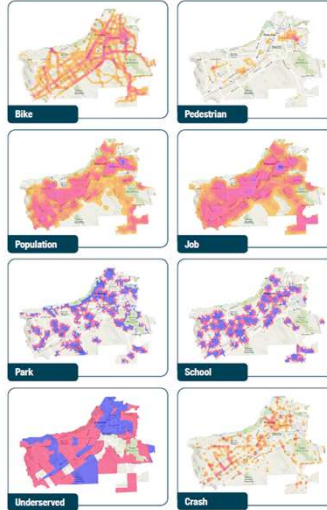 Bike
Pedestrian
Population
Job
Park
School
Underserved
Crash